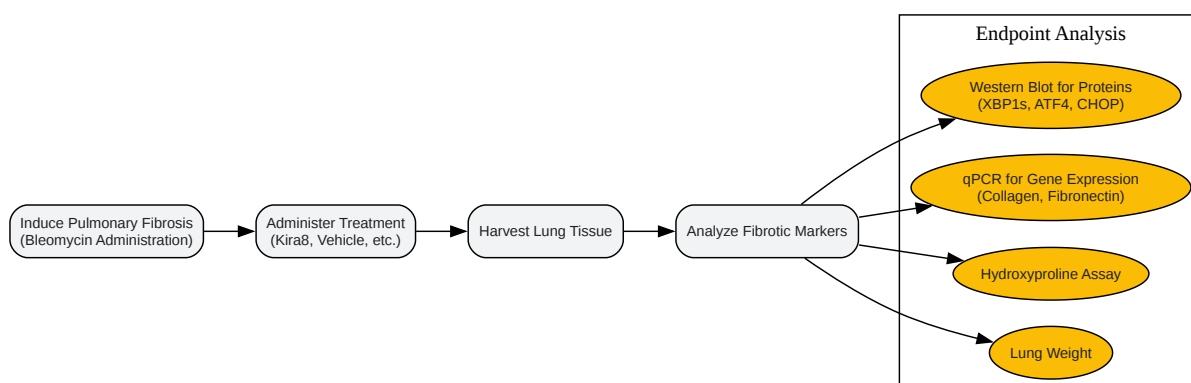 Endpoint Analysis
Western Blot for Proteins
(XBP1s, ATF4, CHOP)
qPCR for Gene Expression
(Collagen, Fibronectin)
Induce Pulmonary Fibrosis
(Bleomycin Administration)
Administer Treatment
(Kira8, Vehicle, etc.)
Harvest Lung Tissue
Analyze Fibrotic Markers
Hydroxyproline Assay
Lung Weight